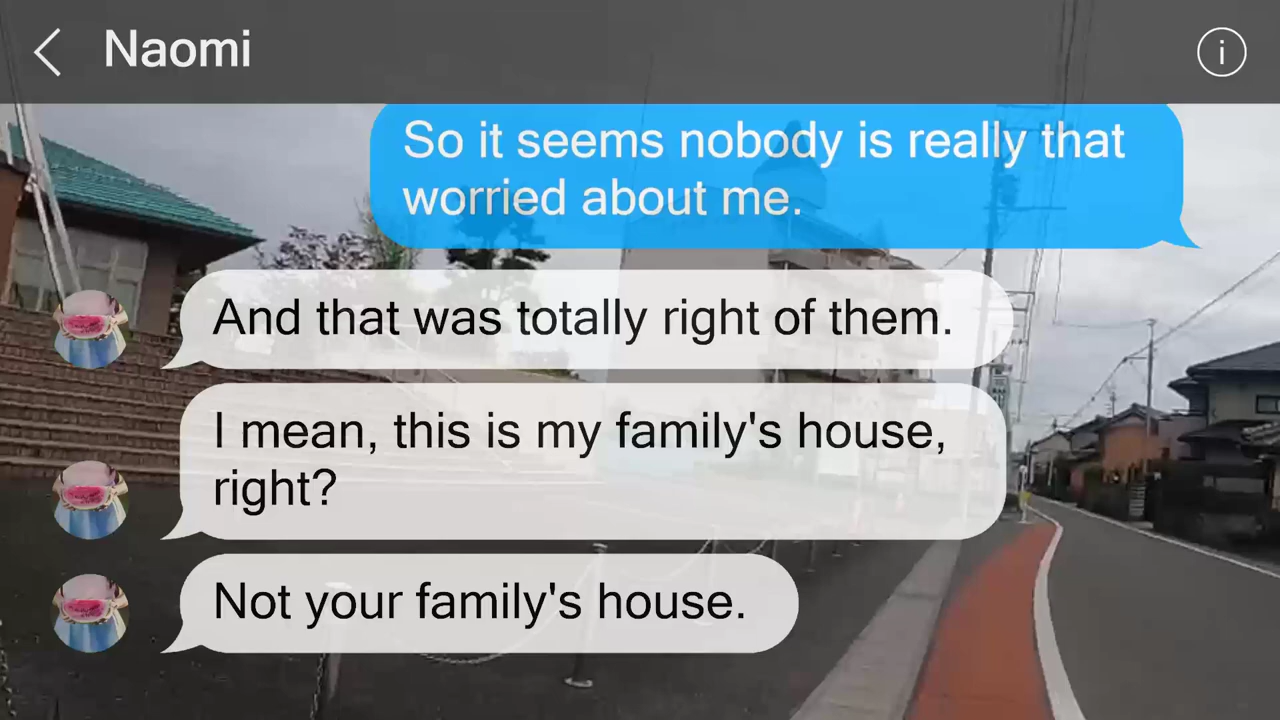 Naomi
So it seems nobody is really that
worried about me.
And that was totally right of them.
I mean, this is my family's house,
right?
Not your family's house.